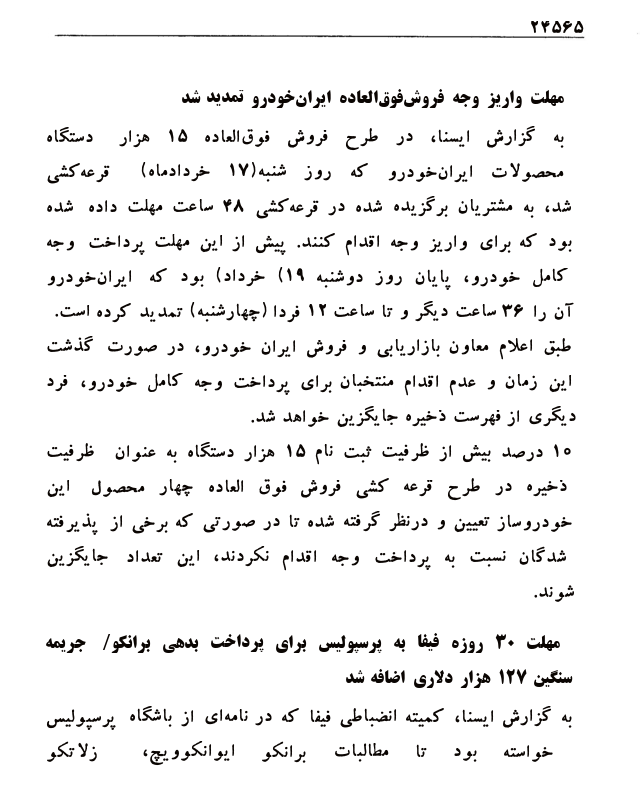 ۲۴۵۶۵
مهلت واریز وجه فروش‌فوق‌العاده ایران‌خودرو تمدید شد
به گزارش ایسنا، در طرح فروش فوق‌العاده ۱۵ هزار دستگاه
محصولات ایران‌خودرو که روز شنبه(۱۷ خردادماه) قرعه‌کشی
شد، به مشتریان برگزیده شده در قرعه‌کشی ۴۸ ساعت مهلت داده شده
بود که برای واریز وجه اقدام کنند. پیش از این مهلت پرداخت وجه
کامل خودرو، پایان روز دوشنبه ۱۹) خرداد) بود که ایران‌خودرو
آن را ۳۶ ساعت دیگر و تا ساعت ۱۲ فردا (چهارشنبه) تمدید کرده است.
طبق اعلام معاون بازاریابی و فروش ایران خودرو، در صورت گذشت
این زمان و عدم اقدام منتخبان برای پرداخت وجه کامل خودرو، فرد
دیگری از فهرست ذخیره جایگزین خواهد شد.
۱۰ درصد بیش از ظرفیت ثبت نام ۱۵ هزار دستگاه به عنوان ظرفیت
ذخیره در طرح قرعه کشی فروش فوق العاده چهار محصول این
خودروساز تعیین و درنظر گرفته شده تا در صورتی که برخی از پذیرفته
شدگان نسبت به پرداخت وجه اقدام نکردند، این تعداد جایگزین
شوند.
مهلت ۳۰ روزه فیفا به پرسپولیس برای پرداخت بدهی برانکو/ جریمه
سنگین ۱۲۷ هزار دلاری اضافه شد
به گزارش ایسنا، کمیته انضباطی فیفا که در نامه‌ای از باشگاه پرسپولیس
خواسته بود تا مطالبات برانکو ایوانکوویچ، زلاتکو